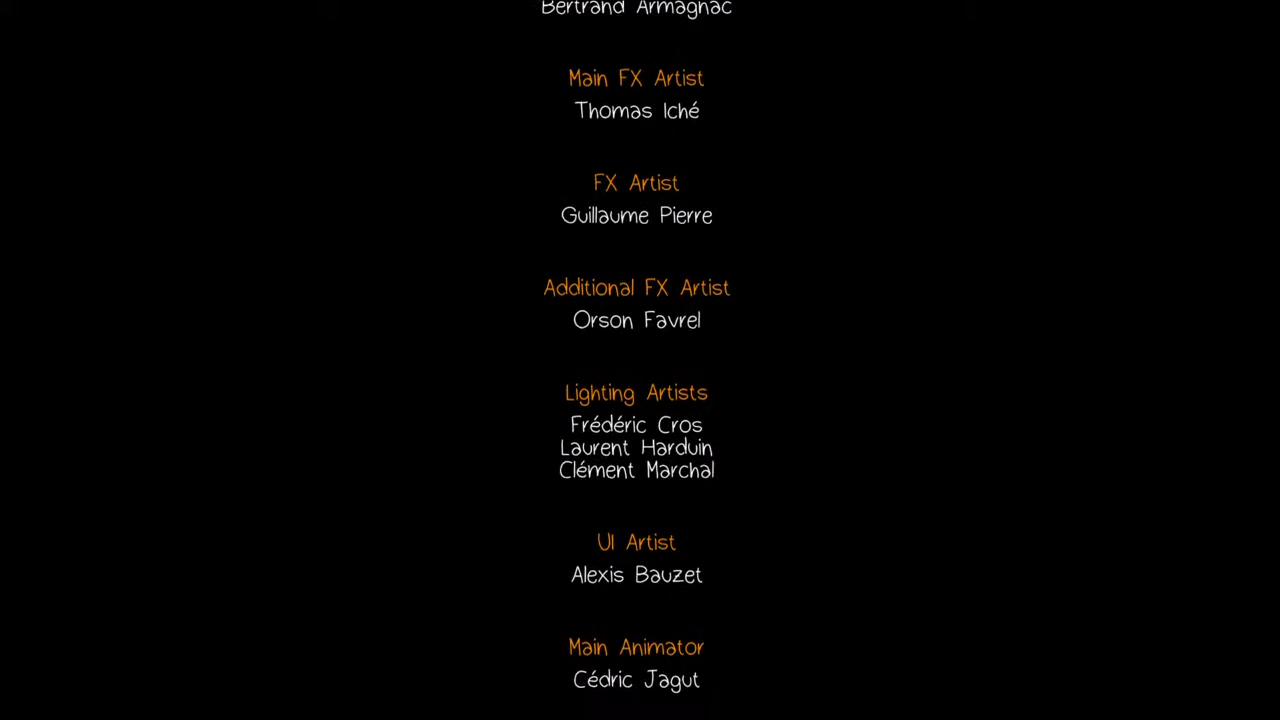 Bertrand Armagnac
Main FX Artist
Thomas Iché
FX Artist
Guillaume Pierre
Additional FX Artist
Orson Favrel
Lighting Artists
Frédéric Cros
Laurent Harduin
Clément Marchal
UI Artist
Alexis Bauzet
Main Animator
Cédric Jagut